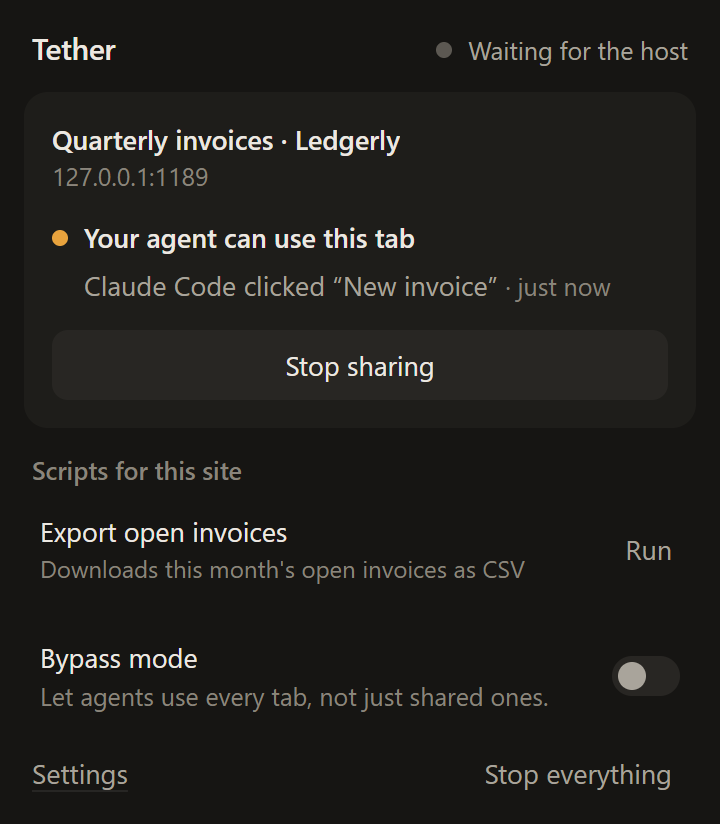 Tether
Waiting for the host
Quarterly invoices · Ledgerly
127.0.0.1:1189
Your agent can use this tab
Claude Code clicked “New invoice” · just now
Stop sharing
Scripts for this site
Export open invoices
Downloads this month's open invoices as CSV
Run
Bypass mode
Let agents use every tab, not just shared ones.
Settings
Stop everything